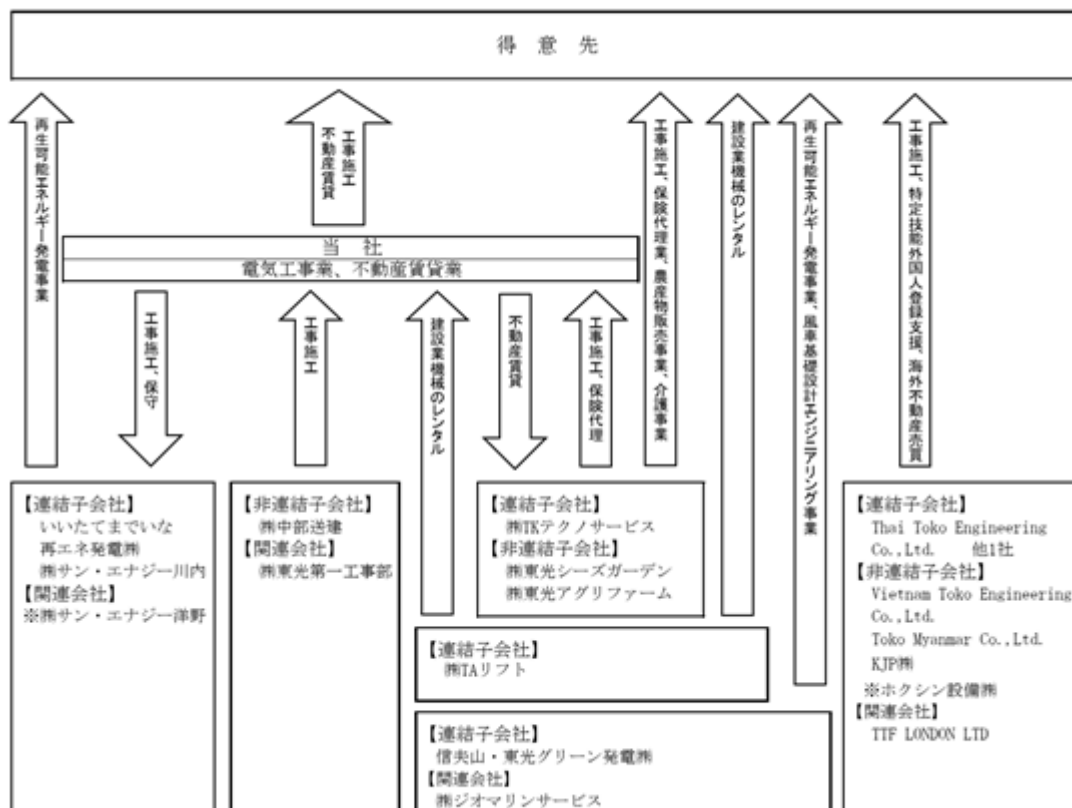 得意先
再生可能エネルギー発電事業
工事施工
不動産賃貸
工事施工、保険代理業、農産物販売事業、介護事業
建設業機械のレンタル
再生可能エネルギー発電事業、風車基礎設計エンジニアリング事業
工事施工、特定技能外国人登録支援、海外不動産売買
当社
電気工事業、不動産賃貸業
工事施工、保守
工事施工
建設業機械のレンタル
不動産賃貸
工事施工、保険代理
【連結子会社】
いいたてまでいな
再エネ発電㈱
㈱サン・エナジー川内
【関連会社】
※㈱サン・エナジー洋野
【非連結子会社】
㈱中部送建
【関連会社】
㈱東光第一工事部
【連結子会社】
㈱TKテクノサービス
【非連結子会社】
㈱東光シーズガーデン
㈱東光アグリファーム
【連結子会社】
㈱TAリフト
【連結子会社】
信夫山・東光グリーン発電㈱
【関連会社】
㈱ジオマリンサービス
【連結子会社】
Thai Toko Engineering
Co.,Ltd. 他1社
【非連結子会社】
Vietnam Toko Engineering
Co.,Ltd.
Toko Myanmar Co.,Ltd.
KJP㈱
※ホクシン設備㈱
【関連会社】
TTF LONDON LTD